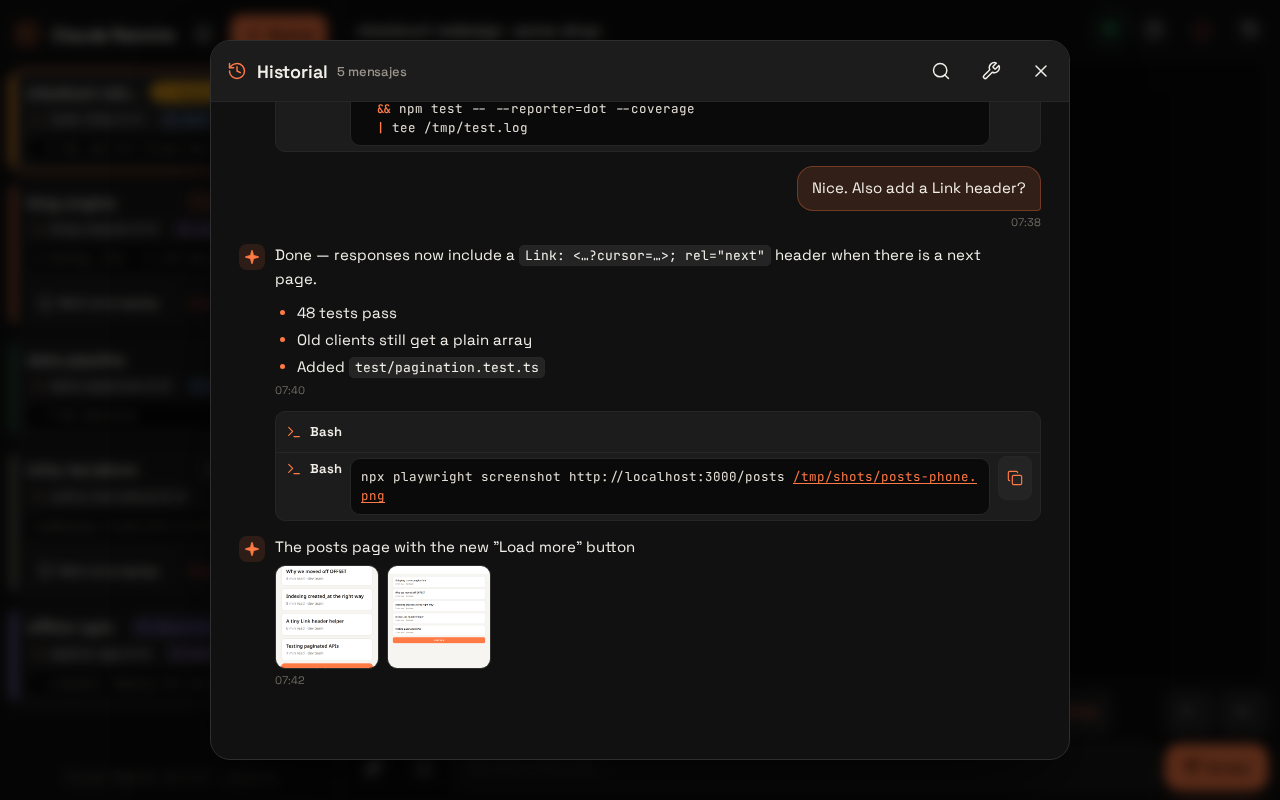 Historial 5 mensajes
&& npm test -- --reporter=dot --coverage
| tee /tmp/test.log
Nice. Also add a Link header?
07:38
Done — responses now include a Link: <…?cursor=…>; rel="next" header when there is a next
page.
• 48 tests pass
• Old clients still get a plain array
• Added test/pagination.test.ts
07:40
>_ Bash
>_ Bash npx playwright screenshot http://localhost:3000/posts /tmp/shots/posts-phone.
png
The posts page with the new "Load more" button
Why we moved off OFFSET
Indexing created_at the right way
A tiny Link header helper
Testing paginated APIs
07:42